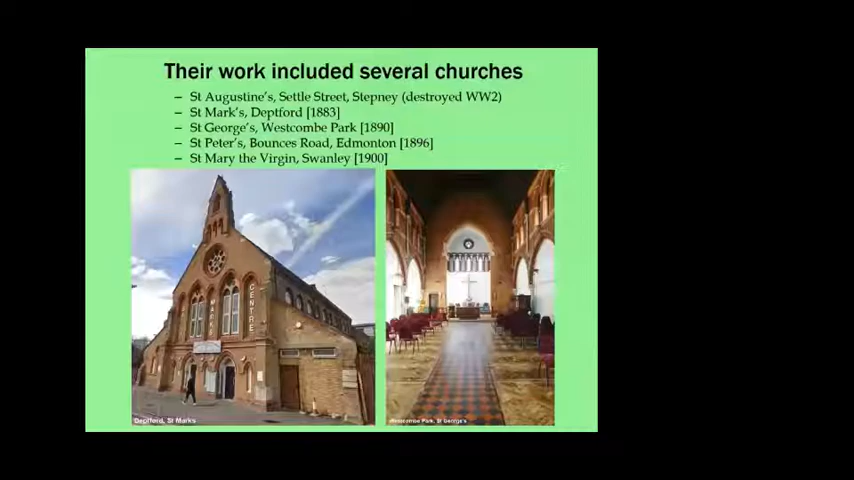 Their work included several churches
– St Augustine's, Settle Street, Stepney (destroyed WW2)
– St Mark's, Deptford [1883]
– St George's, Westcombe Park [1890]
– St Peter's, Bounces Road, Edmonton [1896]
– St Mary the Virgin, Swanley [1900]
MARKS
CENTRE
Deptford, St Marks
Westcombe Park, St George's